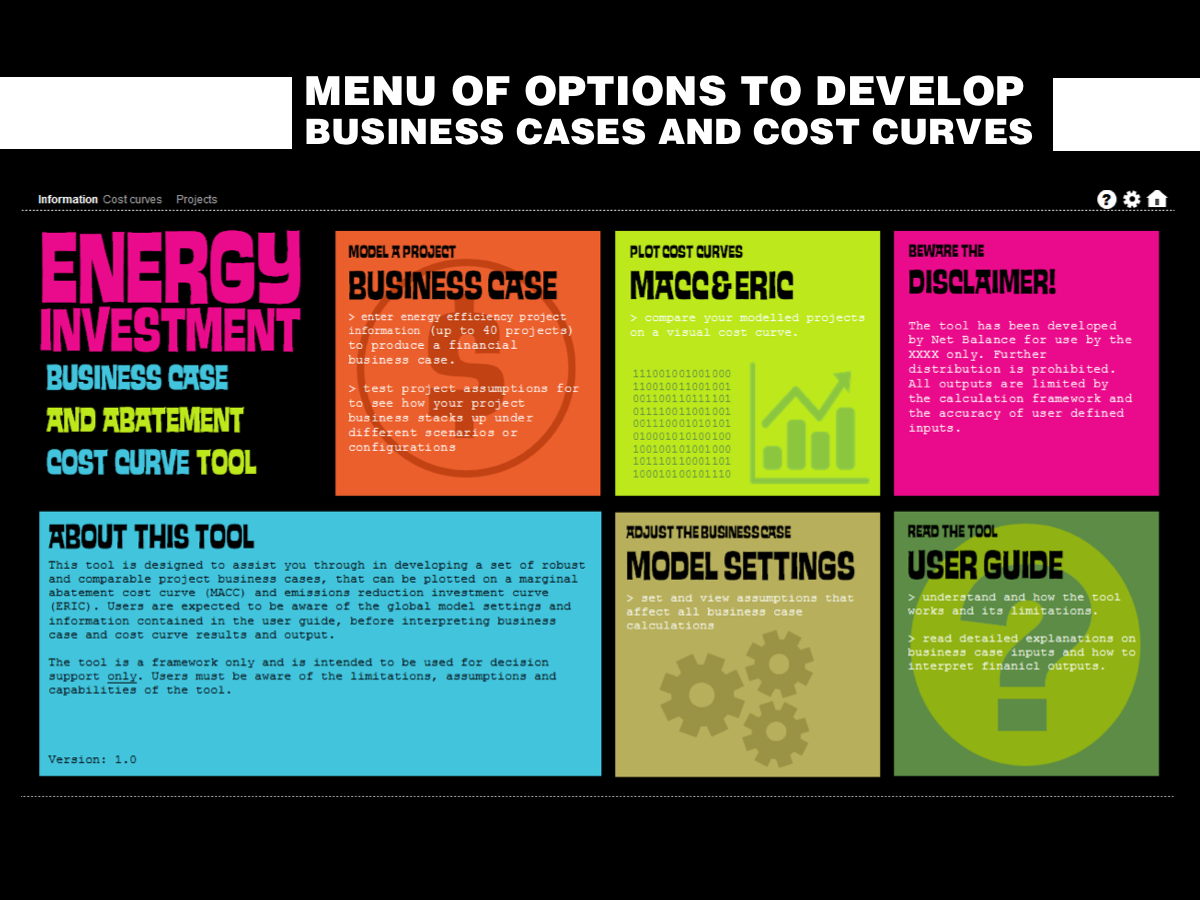 MENU OF OPTIONS TO DEVELOP
BUSINESS CASES AND COST CURVES
Information Cost curves Projects
ENERGY
INVESTMENT
BUSINESS CASE
AND ABATEMENT
COST CURVE TOOL
MODEL A PROJECT
BUSINESS CASE
> enter energy efficiency project
information (up to 40 projects)
to produce a financial
business case.
> test project assumptions for
to see how your project
business stacks up under
different scenarios or
configurations
PLOT COST CURVES
MACC & ERIC
> compare your modelled projects
on a visual cost curve.
111001001001000
110010011001001
001100110111101
011110011001001
001110001010101
010001010100100
100100101001000
101110110001101
100010100101110
BEWARE THE
DISCLAIMER!
The tool has been developed
by Net Balance for use by the
XXXX only. Further
distribution is prohibited.
All outputs are limited by
the calculation framework and
the accuracy of user defined
inputs.
ABOUT THIS TOOL
This tool is designed to assist you through in developing a set of robust
and comparable project business cases, that can be plotted on a marginal
abatement cost curve (MACC) and emissions reduction investment curve
(ERIC). Users are expected to be aware of the global model settings and
information contained in the user guide, before interpreting business
case and cost curve results and output.
The tool is a framework only and is intended to be used for decision
support only. Users must be aware of the limitations, assumptions and
capabilities of the tool.
Version: 1.0
ADJUST THE BUSINESS CASE
MODEL SETTINGS
> set and view assumptions that
affect all business case
calculations
READ THE TOOL
USER GUIDE
> understand and how the tool
works and its limitations.
> read detailed explanations on
business case inputs and how to
interpret finanicl outputs.